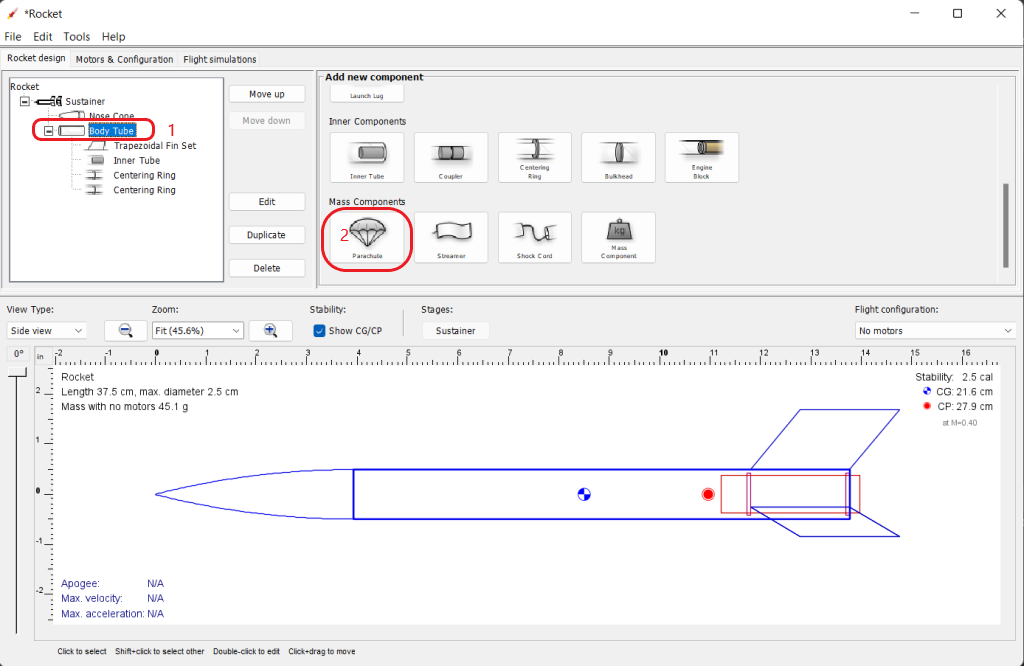 *Rocket
File Edit Tools Help
Rocket design Motors & Configuration Flight simulations
Rocket
Sustainer
Nose Cone
Body Tube 1
Trapezoidal Fin Set
Inner Tube
Centering Ring
Centering Ring
Move up
Move down
Edit
Duplicate
Delete
Add new component
Launch Lug
Inner Components
Inner Tube
Coupler
Centering
Ring
Bulkhead
Engine
Block
Mass Components
2
Parachute
Streamer
Shock Cord
kg
Mass
Component
View Type:
Side view
Zoom:
Fit (45.6%)
Stability:
Show CG/CP
Stages:
Sustainer
Flight configuration:
No motors
0°
in
-2 -1 0 1 2 3 4 5 6 7 8 9 10 11 12 13 14 15 16
2
1
0
-1
-2
Rocket
Length 37.5 cm, max. diameter 2.5 cm
Mass with no motors 45.1 g
Stability: 2.5 cal
CG: 21.6 cm
CP: 27.9 cm
at M=0.40
Apogee: N/A
Max. velocity: N/A
Max. acceleration: N/A
Click to select Shift+click to select other Double-click to edit Click+drag to move